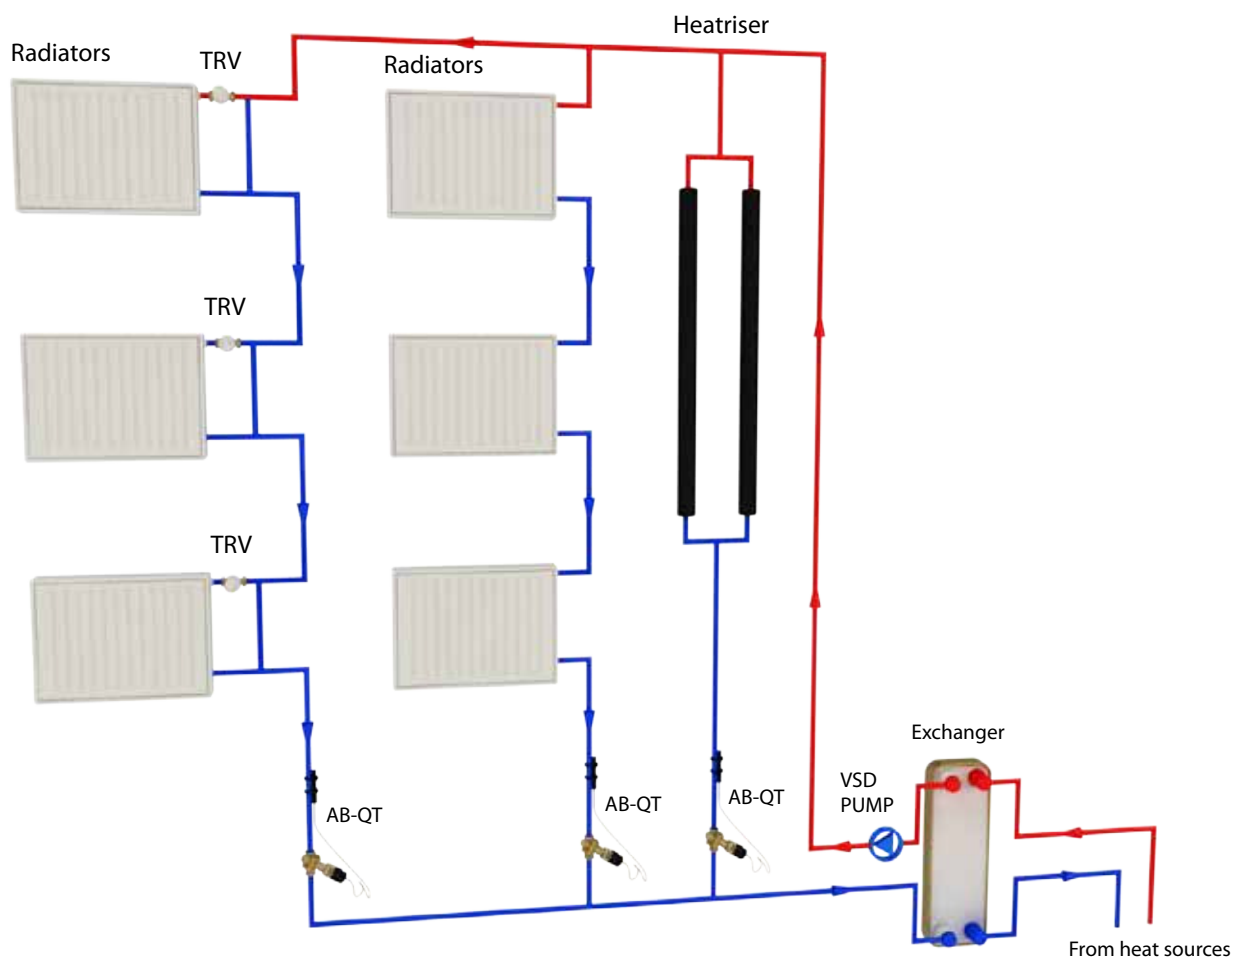 Heatriser
Radiators
TRV
Radiators
TRV
TRV
Exchanger
VSD
PUMP
AB-QT
AB-QT
AB-QT
From heat sources